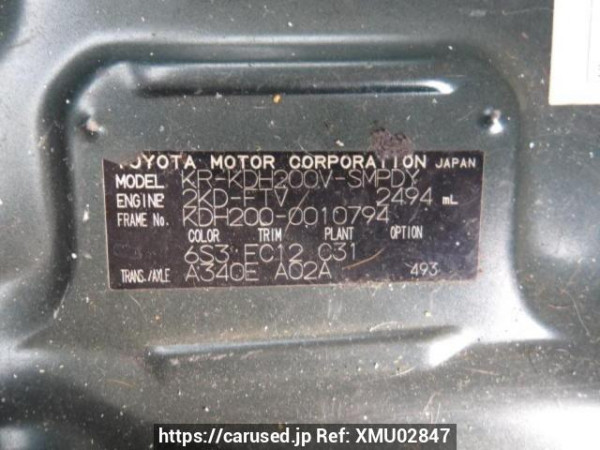 TOYOTA MOTOR CORPORATION JAPAN
MODEL KR-KDH200V-SMPDY
ENGINE 2KD-FTV / 2494 mL
FRAME No. KDH200-0010794
COLOR TRIM PLANT OPTION
6S3 FC12 C31
TRANS./AXLE A340E A02A 493
https://carused.jp Ref: XMU02847